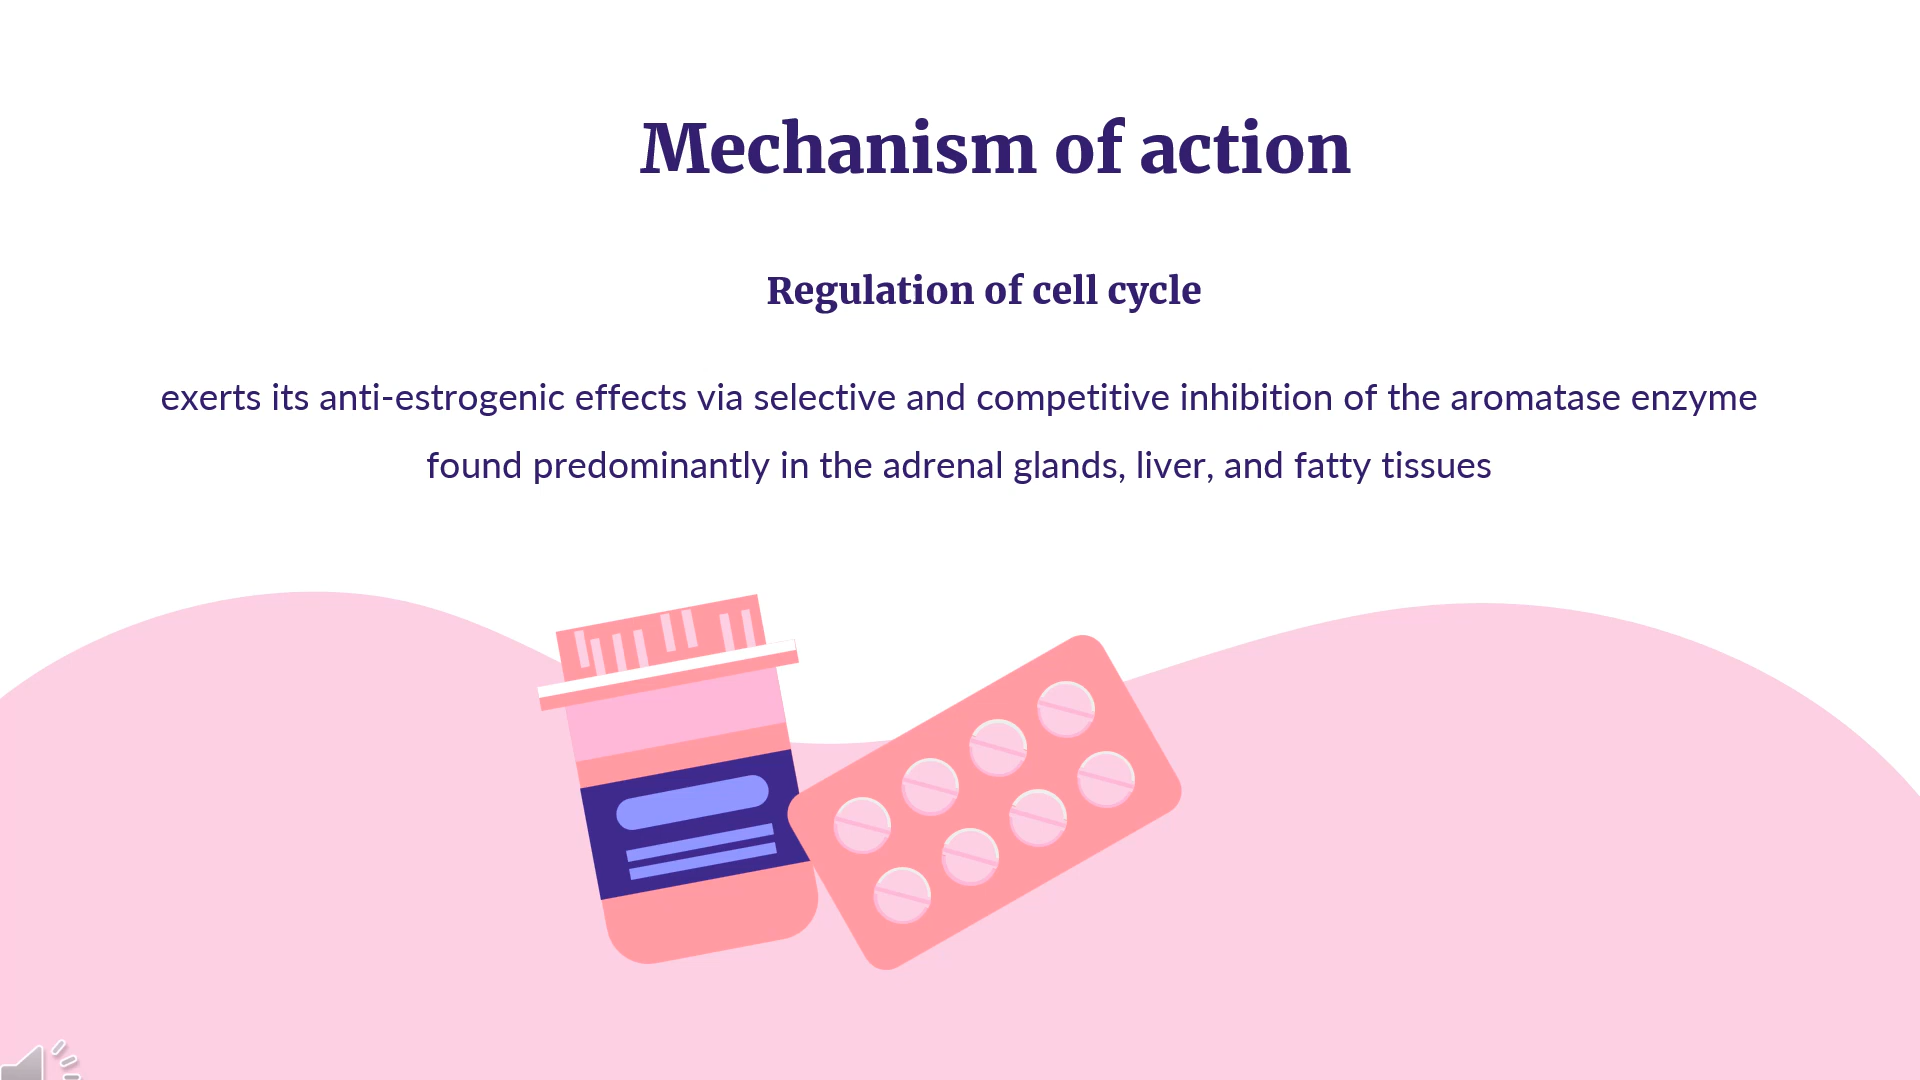 Mechanism of action
Regulation of cell cycle
exerts its anti-estrogenic effects via selective and competitive inhibition of the aromatase enzyme
found predominantly in the adrenal glands, liver, and fatty tissues